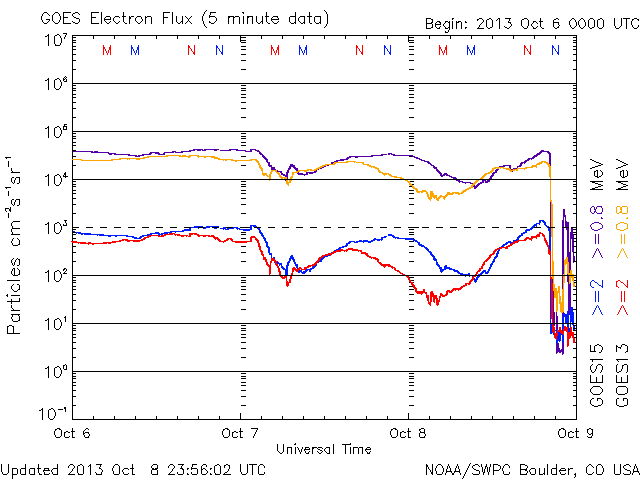 GOES Electron Flux (5 minute data)
Begin: 2013 Oct 6 0000 UTC
10^7
M M N N M M N N M M N N
10^6
10^5
10^4
10^3
10^2
10^1
10^0
10^-1
Particles cm^-2s^-1sr^-1
GOES15 >=2 >=0.8 MeV
GOES13 >=2 >=0.8 MeV
Oct 6 Oct 7 Oct 8 Oct 9
Universal Time
Updated 2013 Oct 8 23:56:02 UTC
NOAA/SWPC Boulder, CO USA